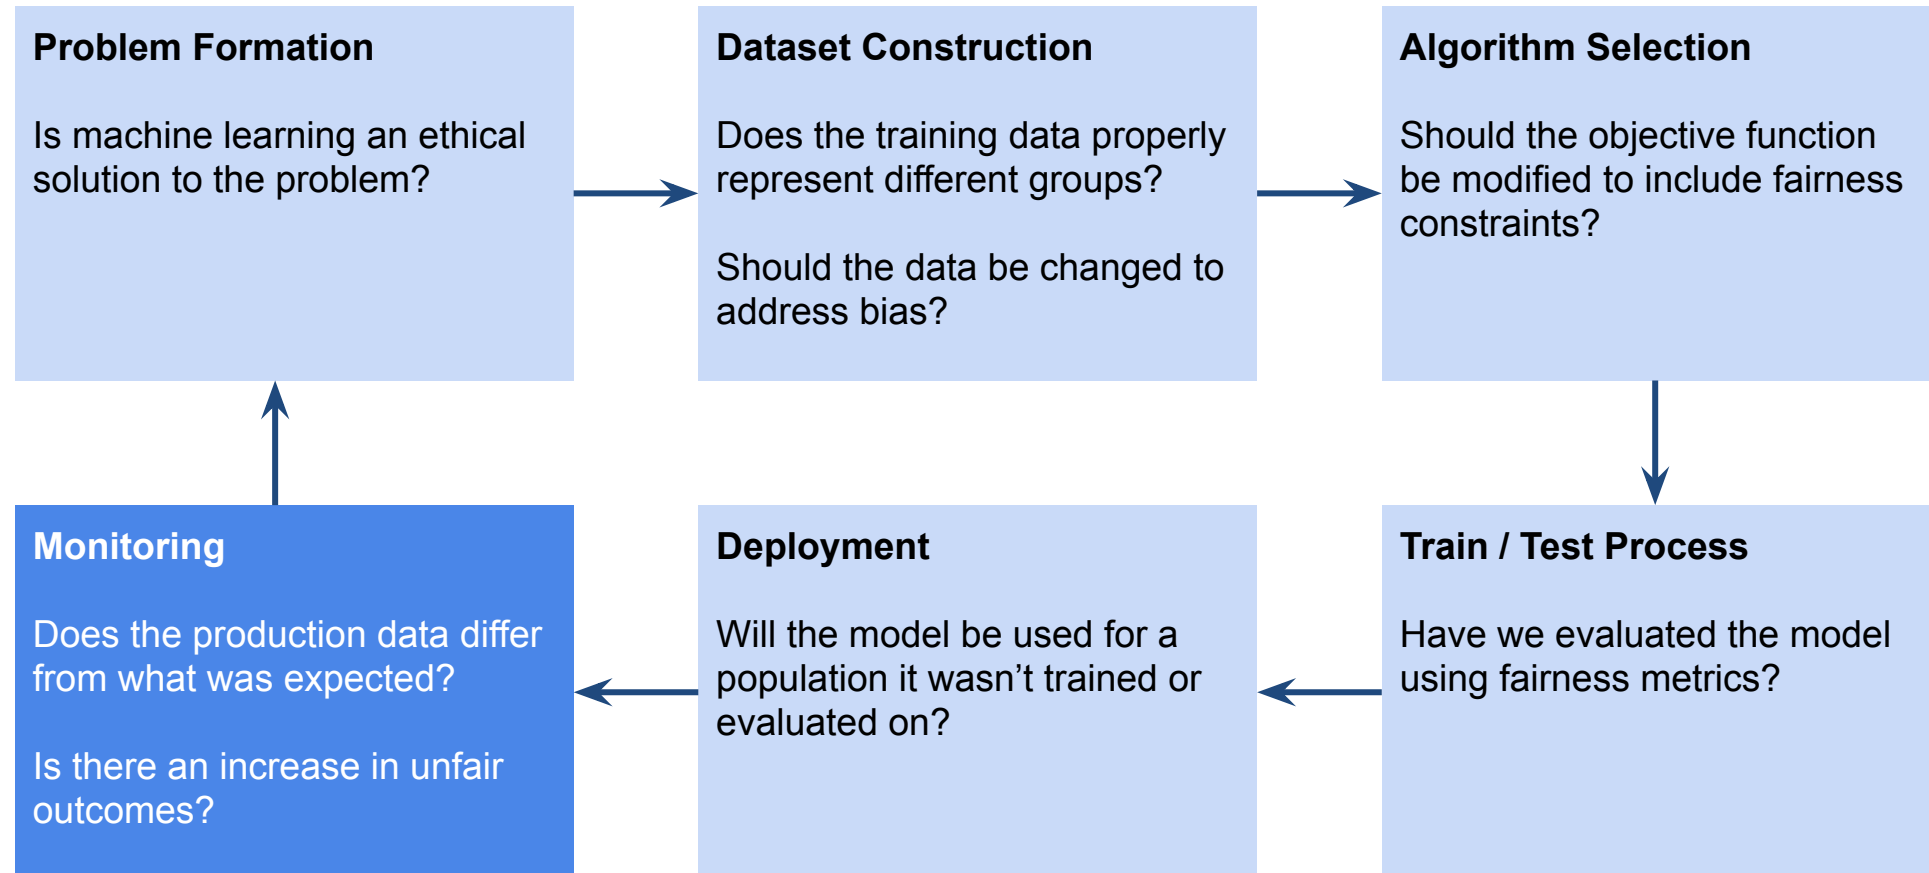 Problem Formation
Is machine learning an ethical
solution to the problem?
Dataset Construction
Does the training data properly
represent different groups?
Should the data be changed to
address bias?
Algorithm Selection
Should the objective function
be modified to include fairness
constraints?
Monitoring
Does the production data differ
from what was expected?
Is there an increase in unfair
outcomes?
Deployment
Will the model be used for a
population it wasn’t trained or
evaluated on?
Train / Test Process
Have we evaluated the model
using fairness metrics?